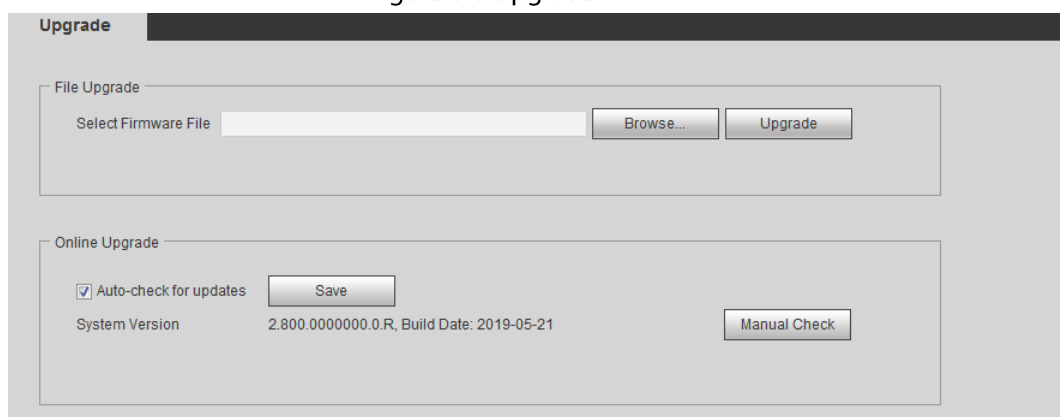 Upgrade
File Upgrade
Select Firmware File Browse... Upgrade
Online Upgrade
Auto-check for updates Save
System Version 2.800.0000000.0.R, Build Date: 2019-05-21 Manual Check